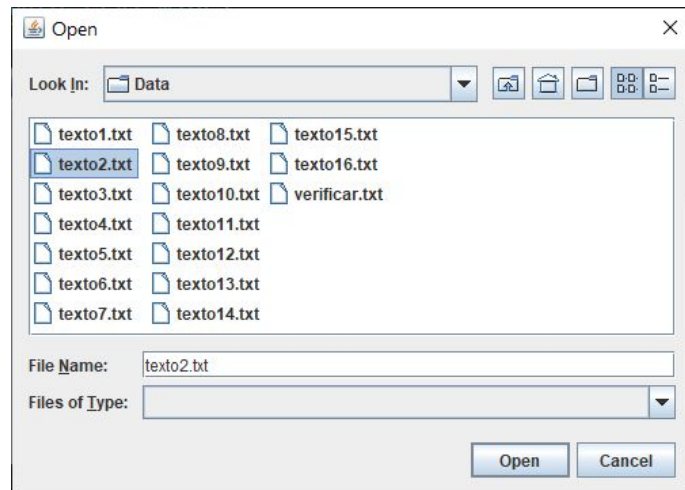 Open
Look In: Data
texto1.txt texto8.txt texto15.txt
texto2.txt texto9.txt texto16.txt
texto3.txt texto10.txt verificar.txt
texto4.txt texto11.txt
texto5.txt texto12.txt
texto6.txt texto13.txt
texto7.txt texto14.txt
File Name: texto2.txt
Files of Type:
Open Cancel